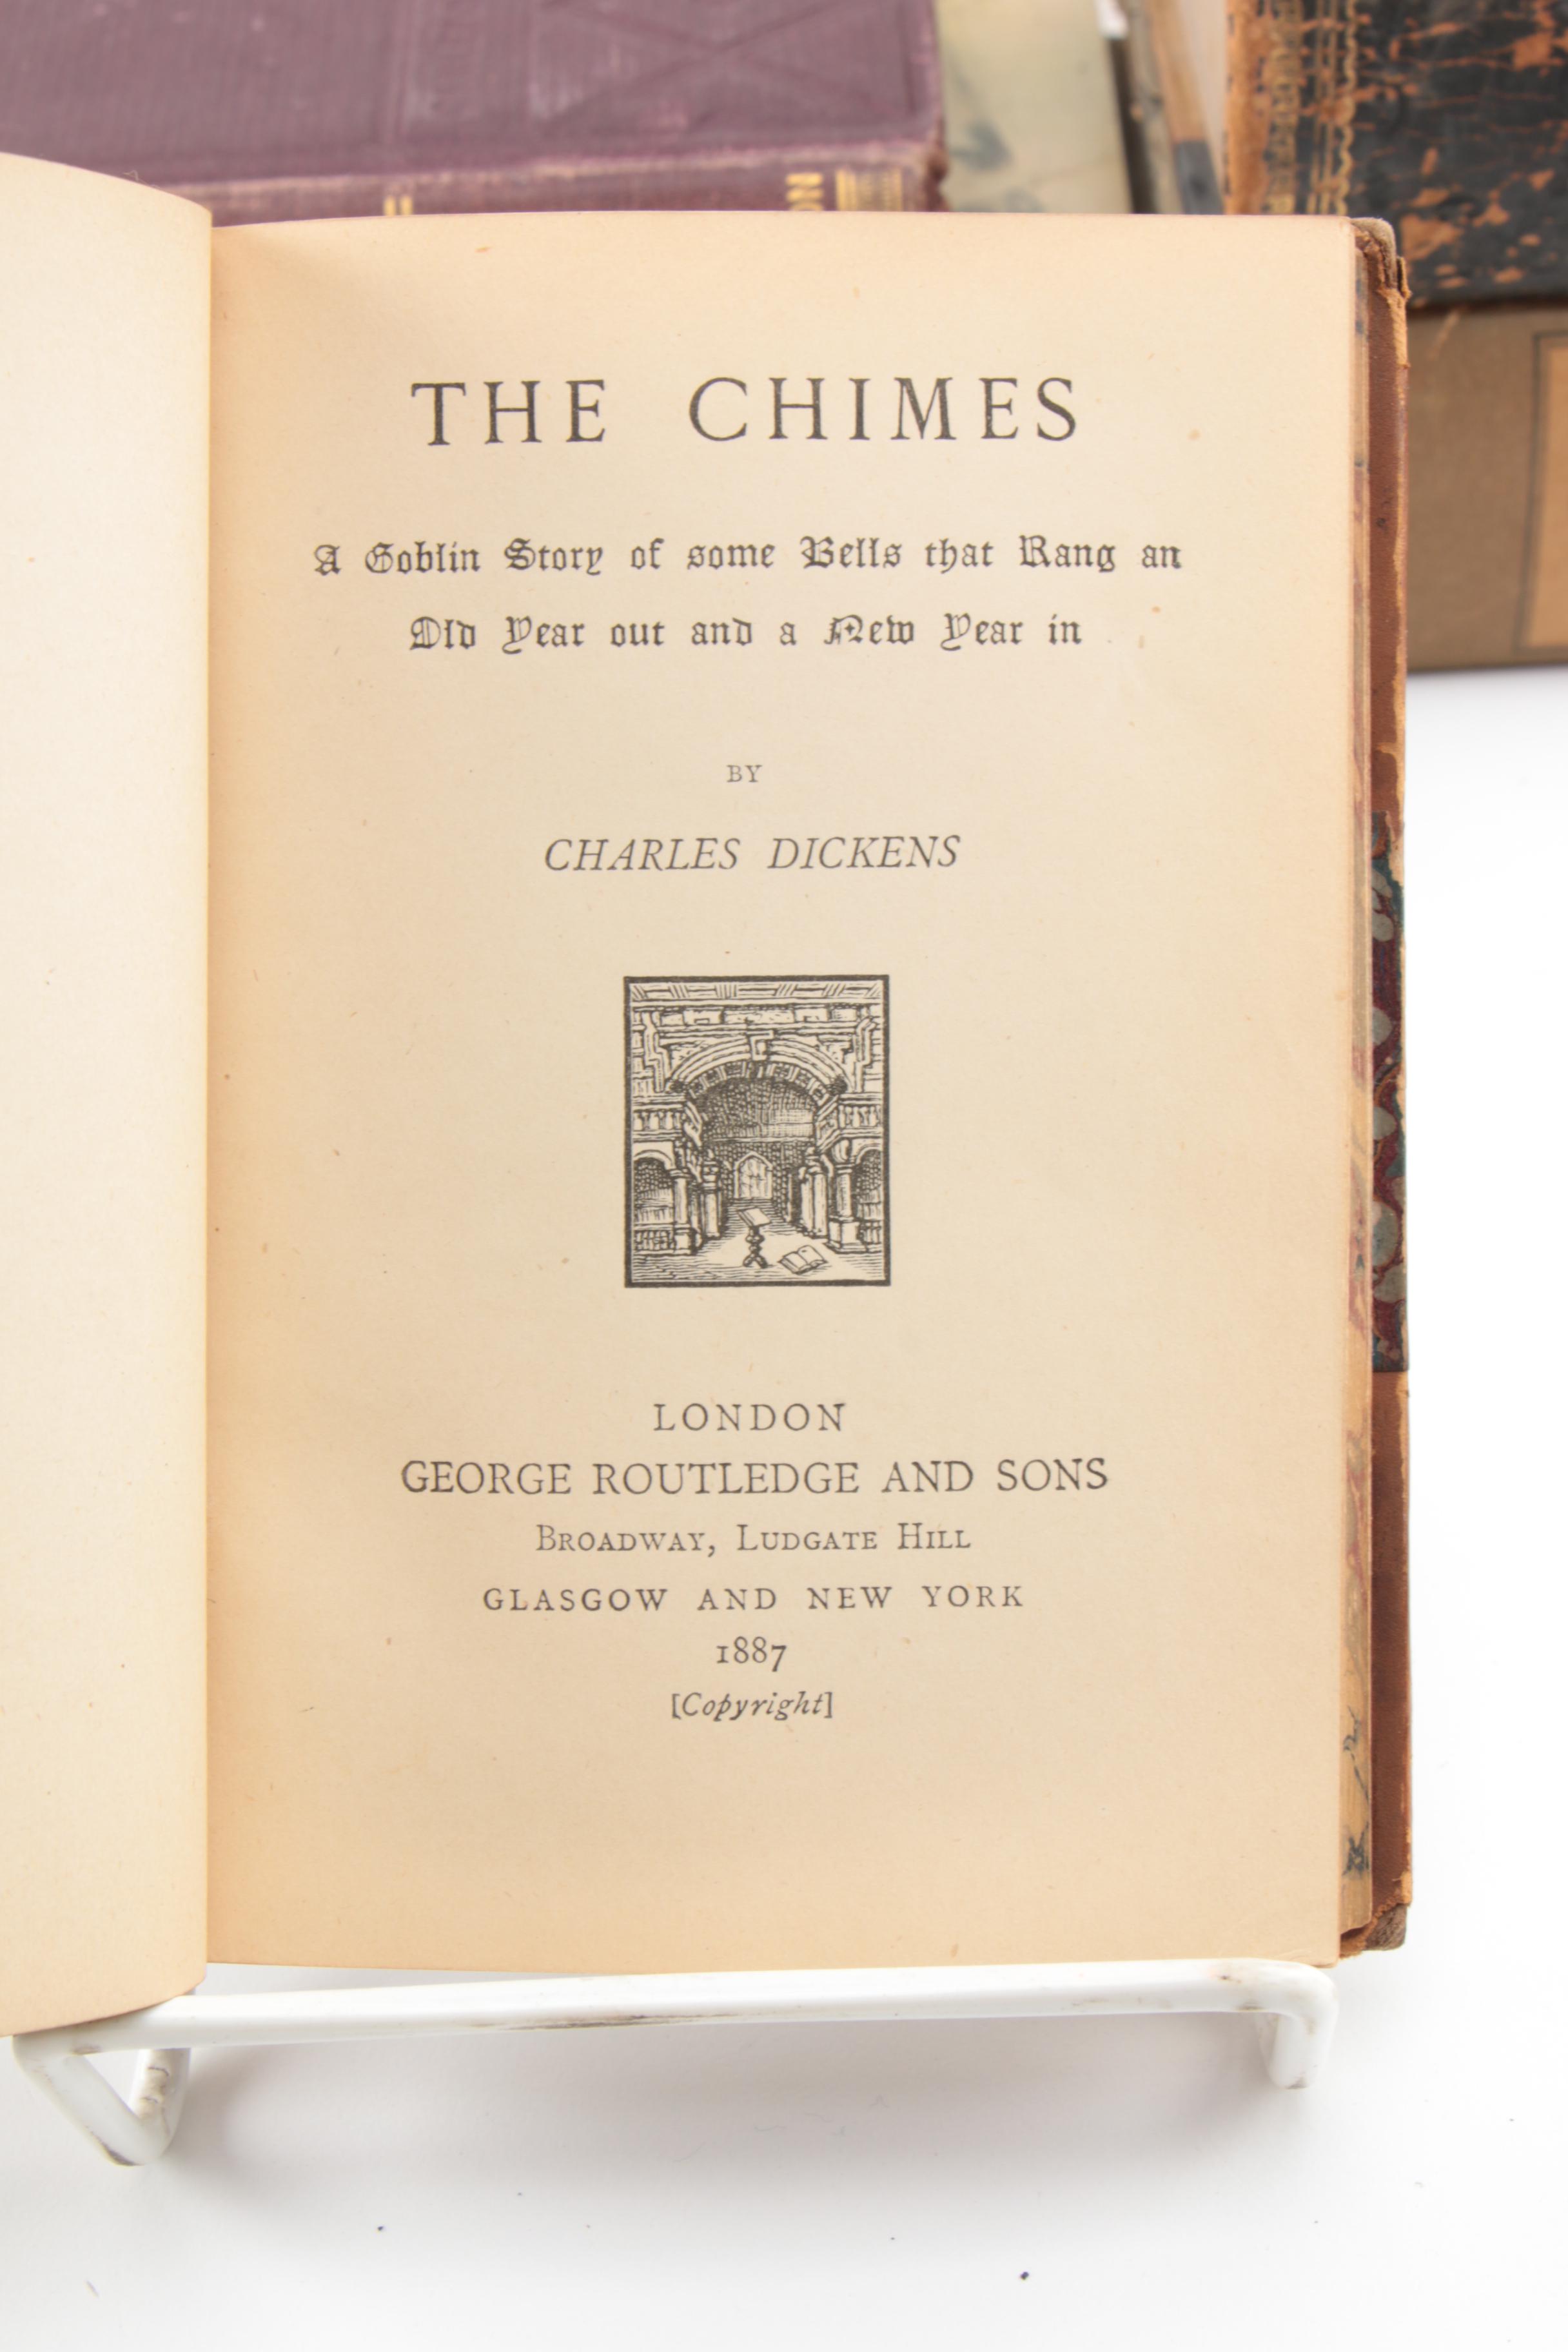 THE CHIMES
A Goblin Story of some Bells that Rang an
Old Year out and a New Year in
BY
CHARLES DICKENS
LONDON
GEORGE ROUTLEDGE AND SONS
BROADWAY, LUDGATE HILL
GLASGOW AND NEW YORK
1887
[Copyright]